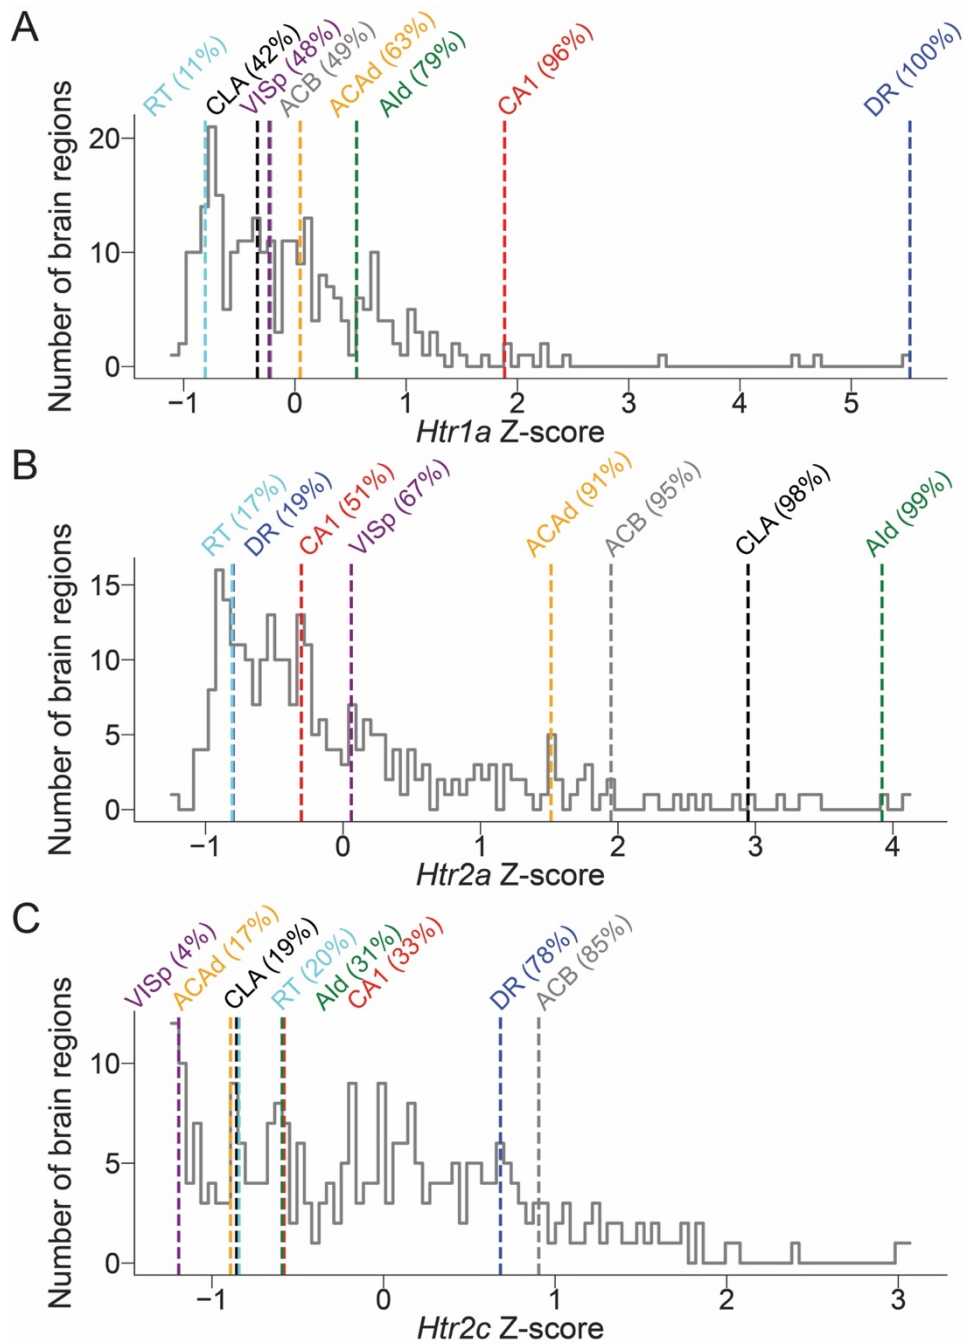 A
RT (11%)
CLA (42%)
VISp (48%)
ACB (49%)
ACAd (63%)
AId (79%)
CA1 (96%)
DR (100%)
Number of brain regions
20
10
0
−1 0 1 2 3 4 5
Htr1a Z-score
B
RT (17%)
DR (19%)
CA1 (51%)
VISp (67%)
ACAd (91%)
ACB (95%)
CLA (98%)
AId (99%)
Number of brain regions
15
10
5
0
−1 0 1 2 3 4
Htr2a Z-score
C
VISp (4%)
ACAd (17%)
CLA (19%)
RT (20%)
AId (31%)
CA1 (33%)
DR (78%)
ACB (85%)
Number of brain regions
10
5
0
−1 0 1 2 3
Htr2c Z-score